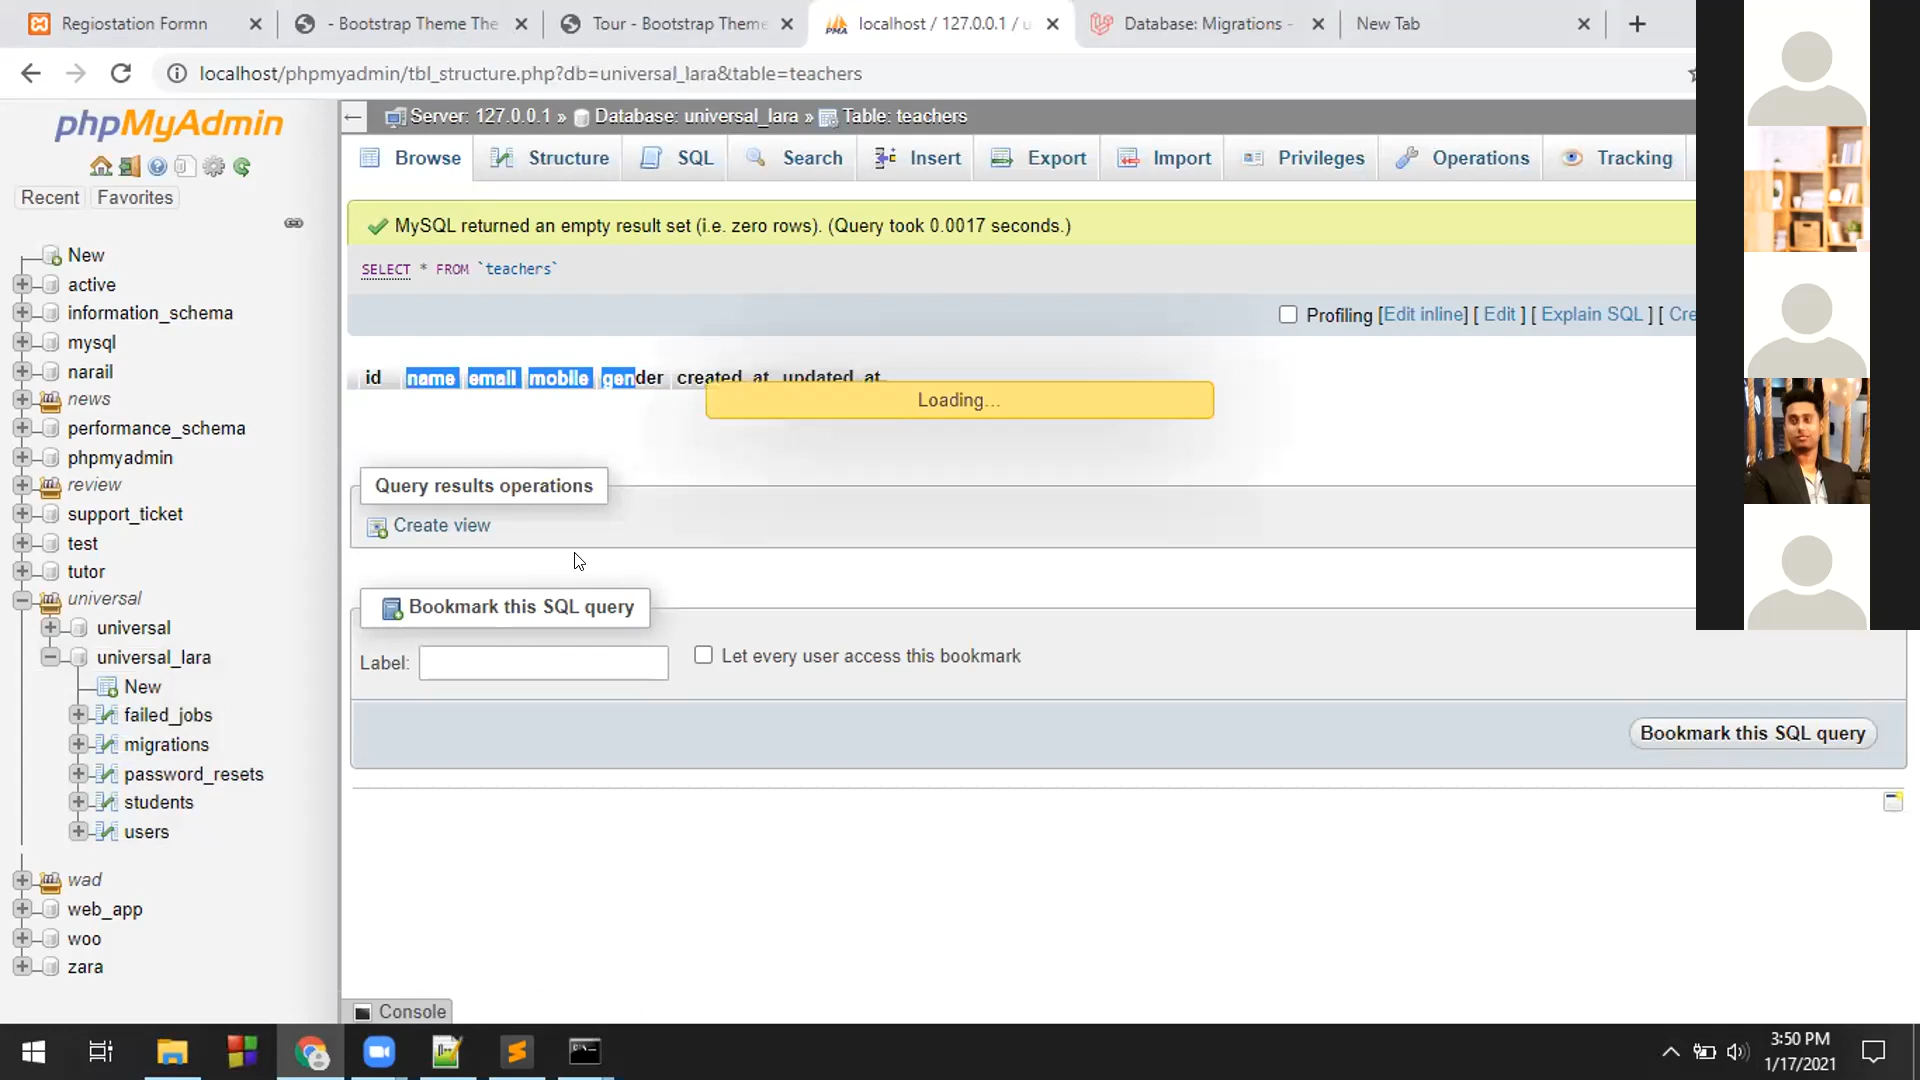 Regiostation Formn
- Bootstrap Theme The
Tour - Bootstrap Theme
PMA
localhost / 127.0.0.1 / u
Database: Migrations -
New Tab
localhost/phpmyadmin/tbl_structure.php?db=universal_lara&table=teachers
phpMyAdmin
Recent
Favorites
New
active
information_schema
mysql
narail
news
performance_schema
phpmyadmin
review
support_ticket
test
tutor
universal
universal
universal_lara
New
failed_jobs
migrations
password_resets
students
users
wad
web_app
woo
zara
Server: 127.0.0.1 » Database: universal_lara » Table: teachers
Browse
Structure
SQL
Search
Insert
Export
Import
Privileges
Operations
Tracking
MySQL returned an empty result set (i.e. zero rows). (Query took 0.0017 seconds.)
SELECT * FROM `teachers`
Profiling [Edit inline] [ Edit ] [ Explain SQL ] [ Cre
id name email mobile gender created_at updated_at
Loading...
Query results operations
Create view
Bookmark this SQL query
Label:
Let every user access this bookmark
Bookmark this SQL query
Console
3:50 PM
1/17/2021